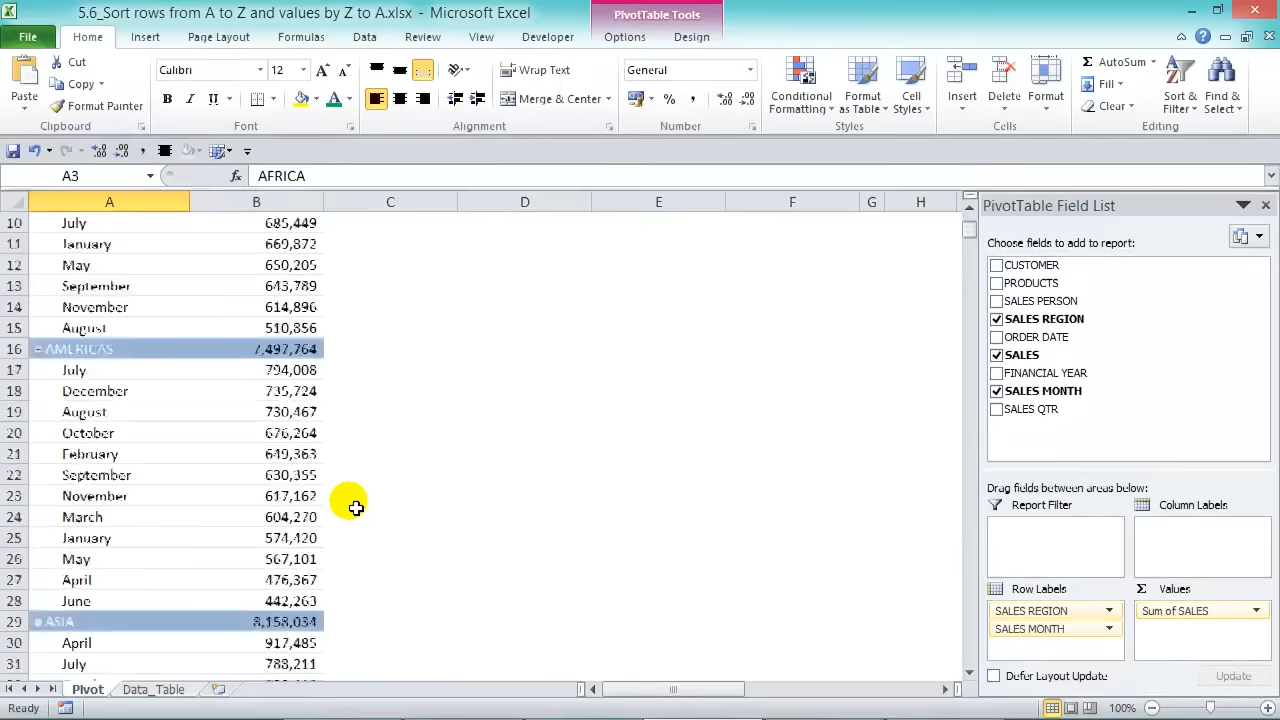 5.6_Sort rows from A to Z and values by Z to A.xlsx - Microsoft Excel
PivotTable Tools
File Home Insert Page Layout Formulas Data Review View Developer Options Design
Paste
Cut
Copy
Format Painter
Clipboard
Calibri 12
B I U A
Font
Wrap Text
Merge & Center
Alignment
General
% ,
Number
Conditional Formatting
Format as Table
Cell Styles
Styles
Insert
Delete
Format
Cells
Σ AutoSum
Fill
Clear
Sort & Filter
Find & Select
Editing
A3 fx AFRICA
A B C D E F G H
10 July 685,449
11 January 669,872
12 May 650,205
13 September 643,789
14 November 614,896
15 August 510,856
16 AMERICAS 7,497,764
17 July 794,008
18 December 735,724
19 August 730,467
20 October 676,264
21 February 649,363
22 September 630,355
23 November 617,162
24 March 604,270
25 January 574,420
26 May 567,101
27 April 476,367
28 June 442,263
29 ASIA 8,158,034
30 April 917,485
31 July 788,211
PivotTable Field List
Choose fields to add to report:
CUSTOMER
PRODUCTS
SALES PERSON
SALES REGION
ORDER DATE
SALES
FINANCIAL YEAR
SALES MONTH
SALES QTR
Drag fields between areas below:
Report Filter
Column Labels
Row Labels
Σ Values
SALES REGION
SALES MONTH
Sum of SALES
Defer Layout Update
Update
Pivot Data_Table
Ready
100%